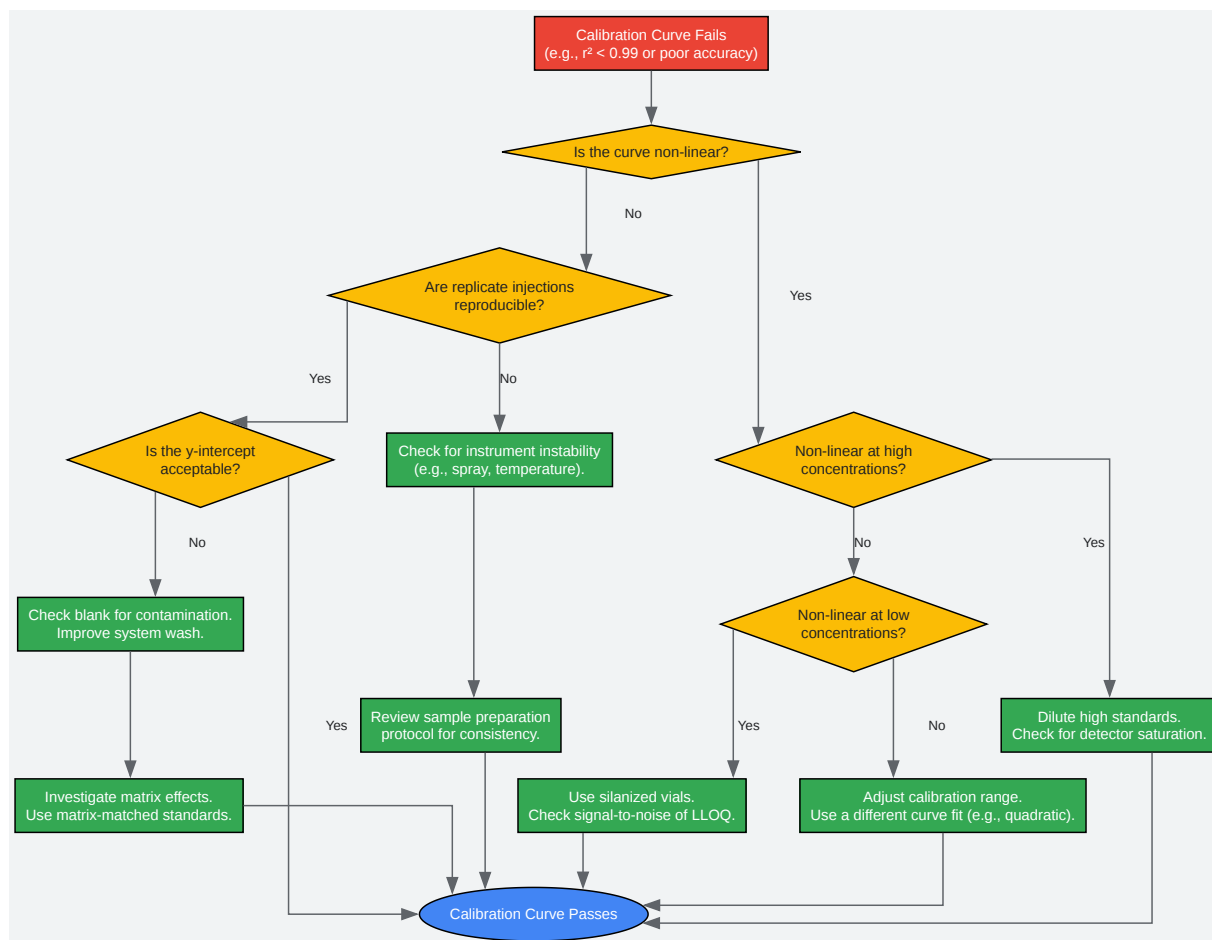 Calibration Curve Fails
(e.g., r² < 0.99 or poor accuracy)
Is the curve non-linear?
No
Are replicate injections
reproducible?
Yes
Yes
No
Is the y-intercept
acceptable?
Check for instrument instability
(e.g., spray, temperature).
Non-linear at high
concentrations?
No
No
Yes
Check blank for contamination.
Improve system wash.
Non-linear at low
concentrations?
Yes
Review sample preparation
protocol for consistency.
Yes
No
Dilute high standards.
Check for detector saturation.
Investigate matrix effects.
Use matrix-matched standards.
Use silanized vials.
Check signal-to-noise of LLOQ.
Adjust calibration range.
Use a different curve fit (e.g., quadratic).
Calibration Curve Passes